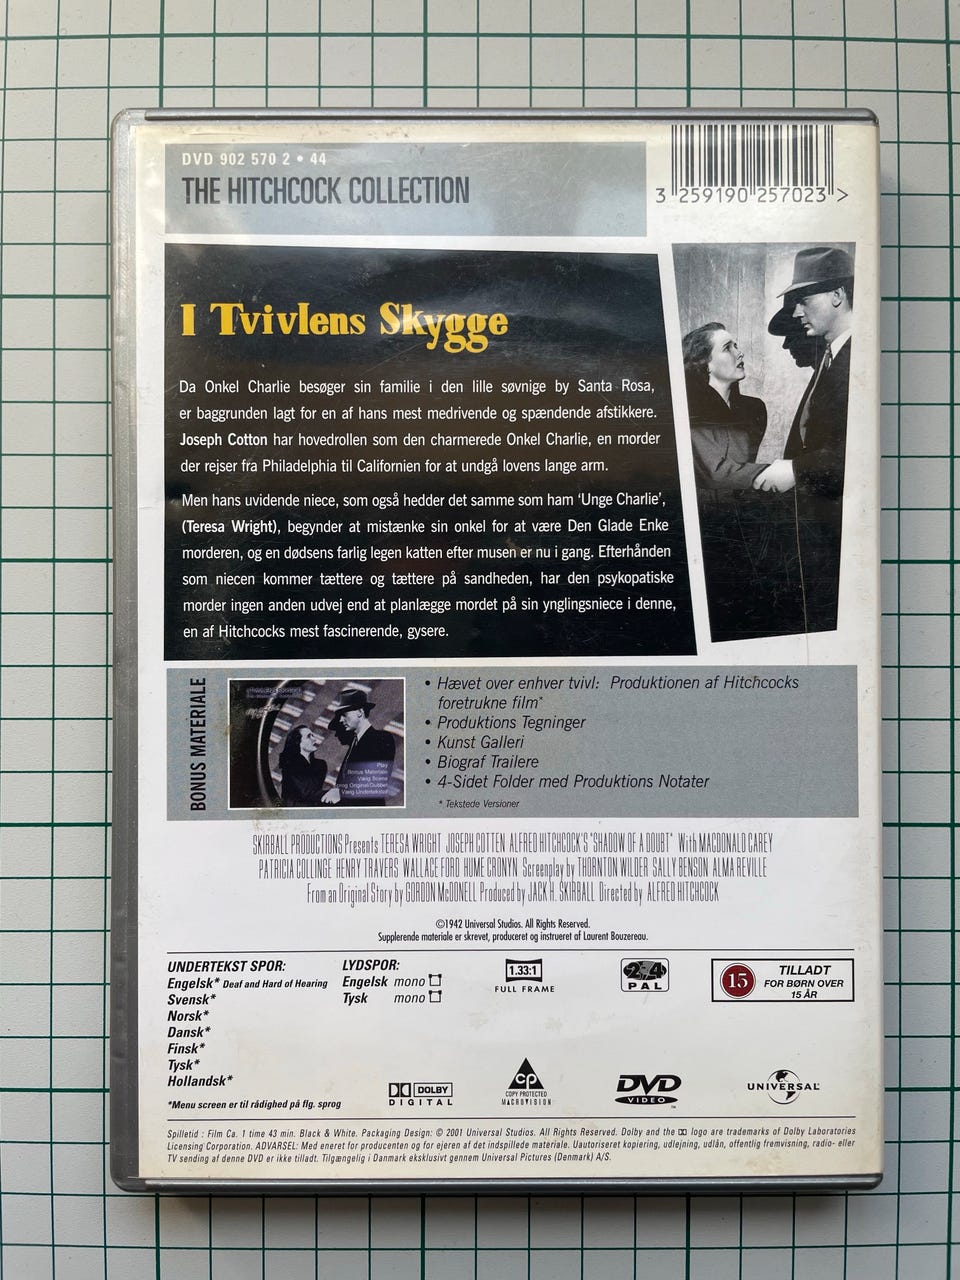 DVD 902 570 2 • 44
THE HITCHCOCK COLLECTION
3 259190 257023 >
I Tvivlens Skygge
Da Onkel Charlie besøger sin familie i den lille søvnige by Santa Rosa,
er baggrunden lagt for en af hans mest medrivende og spændende afstikkere.
Joseph Cotton har hovedrollen som den charmerede Onkel Charlie, en morder
der rejser fra Philadelphia til Californien for at undgå lovens lange arm.
Men hans uvidende niece, som også hedder det samme som ham 'Unge Charlie',
(Teresa Wright), begynder at mistænke sin onkel for at være Den Glade Enke
morderen, og en dødsens farlig legen katten efter musen er nu i gang. Efterhånden
som niecen kommer tættere og tættere på sandheden, har den psykopatiske
morder ingen anden udvej end at planlægge mordet på sin ynglingsniece i denne,
en af Hitchcocks mest fascinerende, gysere.
BONUS MATERIALE
Play
Bonus Materiale
Vælg Scene
Sprog Original/Dubbet
Vælg Undertekster
• Hævet over enhver tvivl: Produktionen af Hitchcocks
foretrukne film*
• Produktions Tegninger
• Kunst Galleri
• Biograf Trailere
• 4-Sidet Folder med Produktions Notater
* Tekstede Versioner
SKIRBALL PRODUCTIONS Presents TERESA WRIGHT JOSEPH COTTEN ALFRED HITCHCOCK'S "SHADOW OF A DOUBT" With MACDONALD CAREY
PATRICIA COLLINGE HENRY TRAVERS WALLACE FORD HUME CRONYN Screenplay by THORNTON WILDER SALLY BENSON ALMA REVILLE
From an Original Story by GORDON McDONELL Produced by JACK H. SKIRBALL Directed by ALFRED HITCHCOCK
©1942 Universal Studios. All Rights Reserved.
Supplerende materiale er skrevet, produceret og instrueret af Laurent Bouzereau.
UNDERTEKST SPOR:
Engelsk* Deaf and Hard of Hearing
Svensk*
Norsk*
Dansk*
Finsk*
Tysk*
Hollandsk*
*Menu screen er til rådighed på flg. sprog
LYDSPOR:
Engelsk mono
Tysk mono
1.33:1
FULL FRAME
2 4
PAL
15
TILLADT
FOR BØRN OVER
15 ÅR
DOLBY
DIGITAL
CP
COPY PROTECTED
MACROVISION
DVD
VIDEO
™
UNIVERSAL
Spilletid : Film Ca. 1 time 43 min. Black & White. Packaging Design: © 2001 Universal Studios. All Rights Reserved. Dolby and the DD logo are trademarks of Dolby Laboratories
Licensing Corporation. ADVARSEL: Med eneret for producenten og for ejeren af det indspillede materiale. Uautoriseret kopiering, udlejning, udlån, offentlig fremvisning, radio- eller
TV sending af denne DVD er ikke tilladt. Tilgængelig i Danmark eksklusivt gennem Universal Pictures (Denmark) A/S.